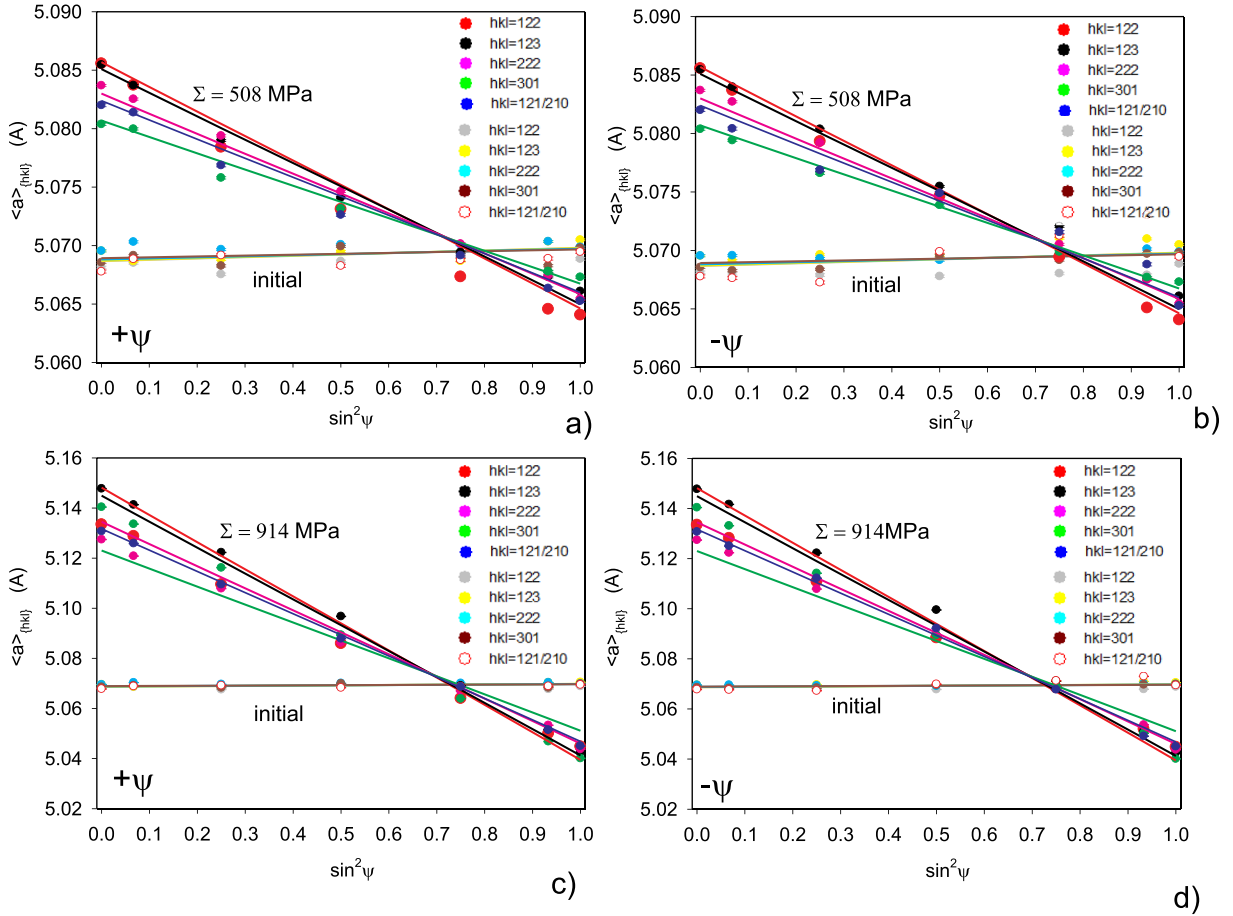 5.090
5.085
5.080
5.075
5.070
5.065
5.060
<a>{hkl} (A)
Σ = 508 MPa
initial
+ψ
hkl=122
hkl=123
hkl=222
hkl=301
hkl=121/210
hkl=122
hkl=123
hkl=222
hkl=301
hkl=121/210
0.0 0.1 0.2 0.3 0.4 0.5 0.6 0.7 0.8 0.9 1.0
sin²ψ
a)
5.090
5.085
5.080
5.075
5.070
5.065
5.060
<a>{hkl} (A)
Σ = 508 MPa
initial
-ψ
hkl=122
hkl=123
hkl=222
hkl=301
hkl=121/210
hkl=122
hkl=123
hkl=222
hkl=301
hkl=121/210
0.0 0.1 0.2 0.3 0.4 0.5 0.6 0.7 0.8 0.9 1.0
sin²ψ
b)
5.16
5.14
5.12
5.10
5.08
5.06
5.04
5.02
<a>{hkl} (A)
Σ = 914 MPa
initial
+ψ
hkl=122
hkl=123
hkl=222
hkl=301
hkl=121/210
hkl=122
hkl=123
hkl=222
hkl=301
hkl=121/210
0.0 0.1 0.2 0.3 0.4 0.5 0.6 0.7 0.8 0.9 1.0
sin²ψ
c)
5.16
5.14
5.12
5.10
5.08
5.06
5.04
5.02
<a>{hkl} (A)
Σ = 914MPa
initial
-ψ
hkl=122
hkl=123
hkl=222
hkl=301
hkl=121/210
hkl=122
hkl=123
hkl=222
hkl=301
hkl=121/210
0.0 0.1 0.2 0.3 0.4 0.5 0.6 0.7 0.8 0.9 1.0
sin²ψ
d)